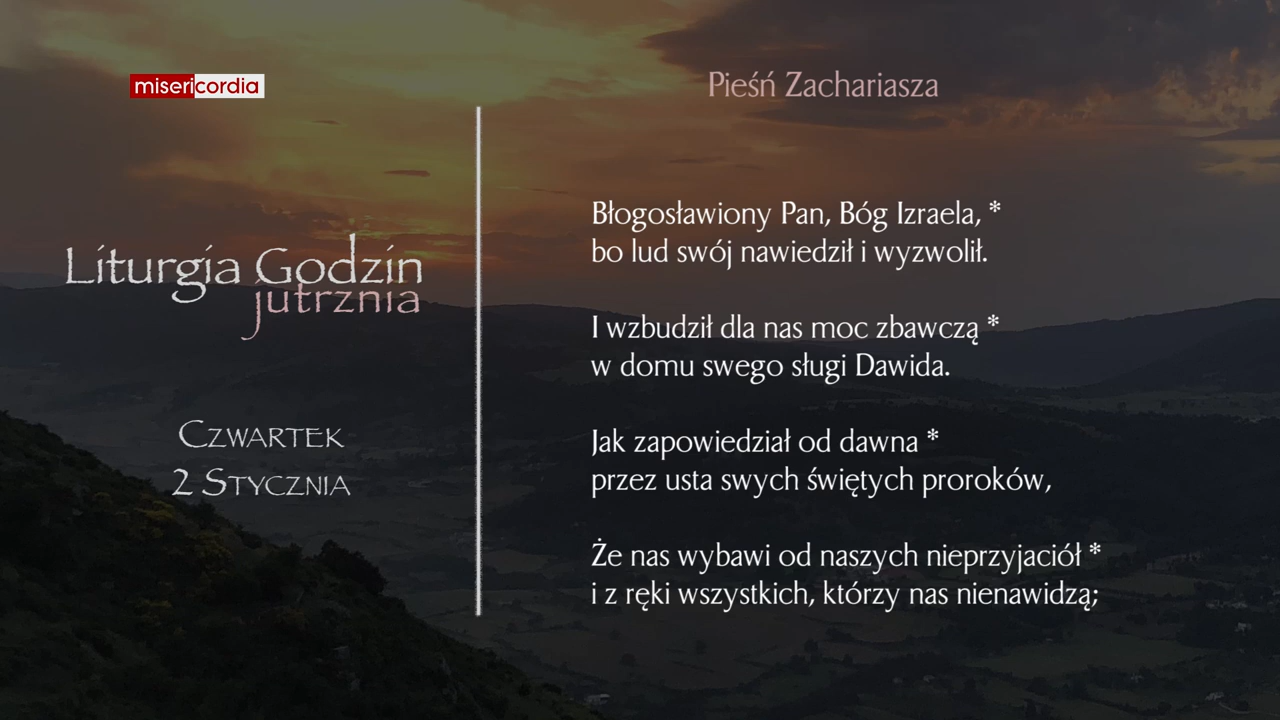 misericordia
Liturgia Godzin
jutrznia
Czwartek
2 Stycznia
Pieśń Zachariasza
Błogosławiony Pan, Bóg Izraela, *
bo lud swój nawiedził i wyzwolił.
I wzbudził dla nas moc zbawczą *
w domu swego sługi Dawida.
Jak zapowiedział od dawna *
przez usta swych świętych proroków,
Że nas wybawi od naszych nieprzyjaciół *
i z ręki wszystkich, którzy nas nienawidzą;